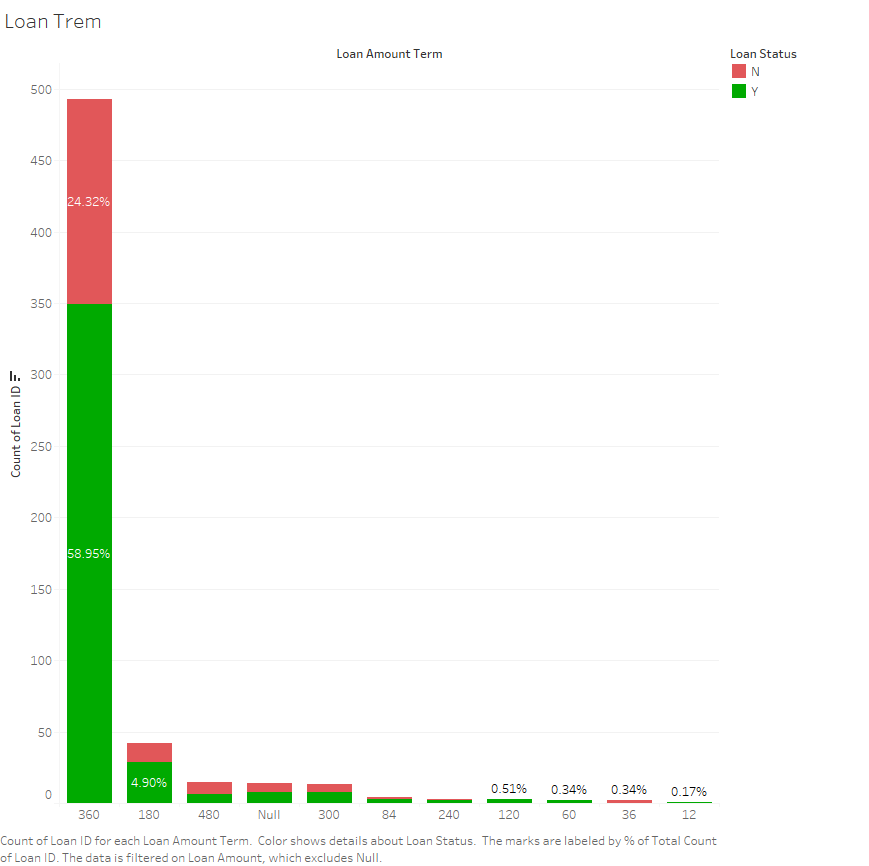 Loan Trem
Loan Amount Term
Loan Status
N
Y
500
450
400
350
300
250
200
150
100
50
0
Count of Loan ID
24.32%
58.95%
4.90%
0.51%
0.34%
0.34%
0.17%
360 180 480 Null 300 84 240 120 60 36 12
Count of Loan ID for each Loan Amount Term. Color shows details about Loan Status. The marks are labeled by % of Total Count
of Loan ID. The data is filtered on Loan Amount, which excludes Null.